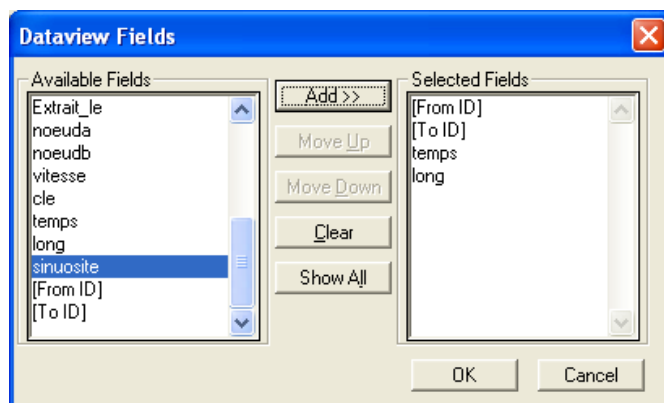 Dataview Fields
Available Fields
Extrait_le
noeuda
noeudb
vitesse
cle
temps
long
sinuosite
[From ID]
[To ID]
Add >>
Move Up
Move Down
Clear
Show All
Selected Fields
[From ID]
[To ID]
temps
long
OK
Cancel